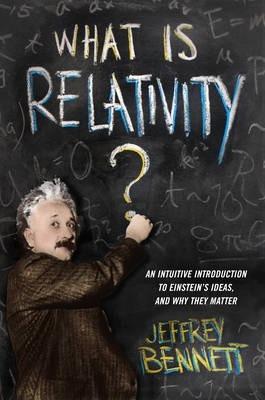 WHAT IS
RELATIVITY
?
AN INTUITIVE INTRODUCTION
TO EINSTEIN'S IDEAS,
AND WHY THEY MATTER
JEFFREY
BENNETT